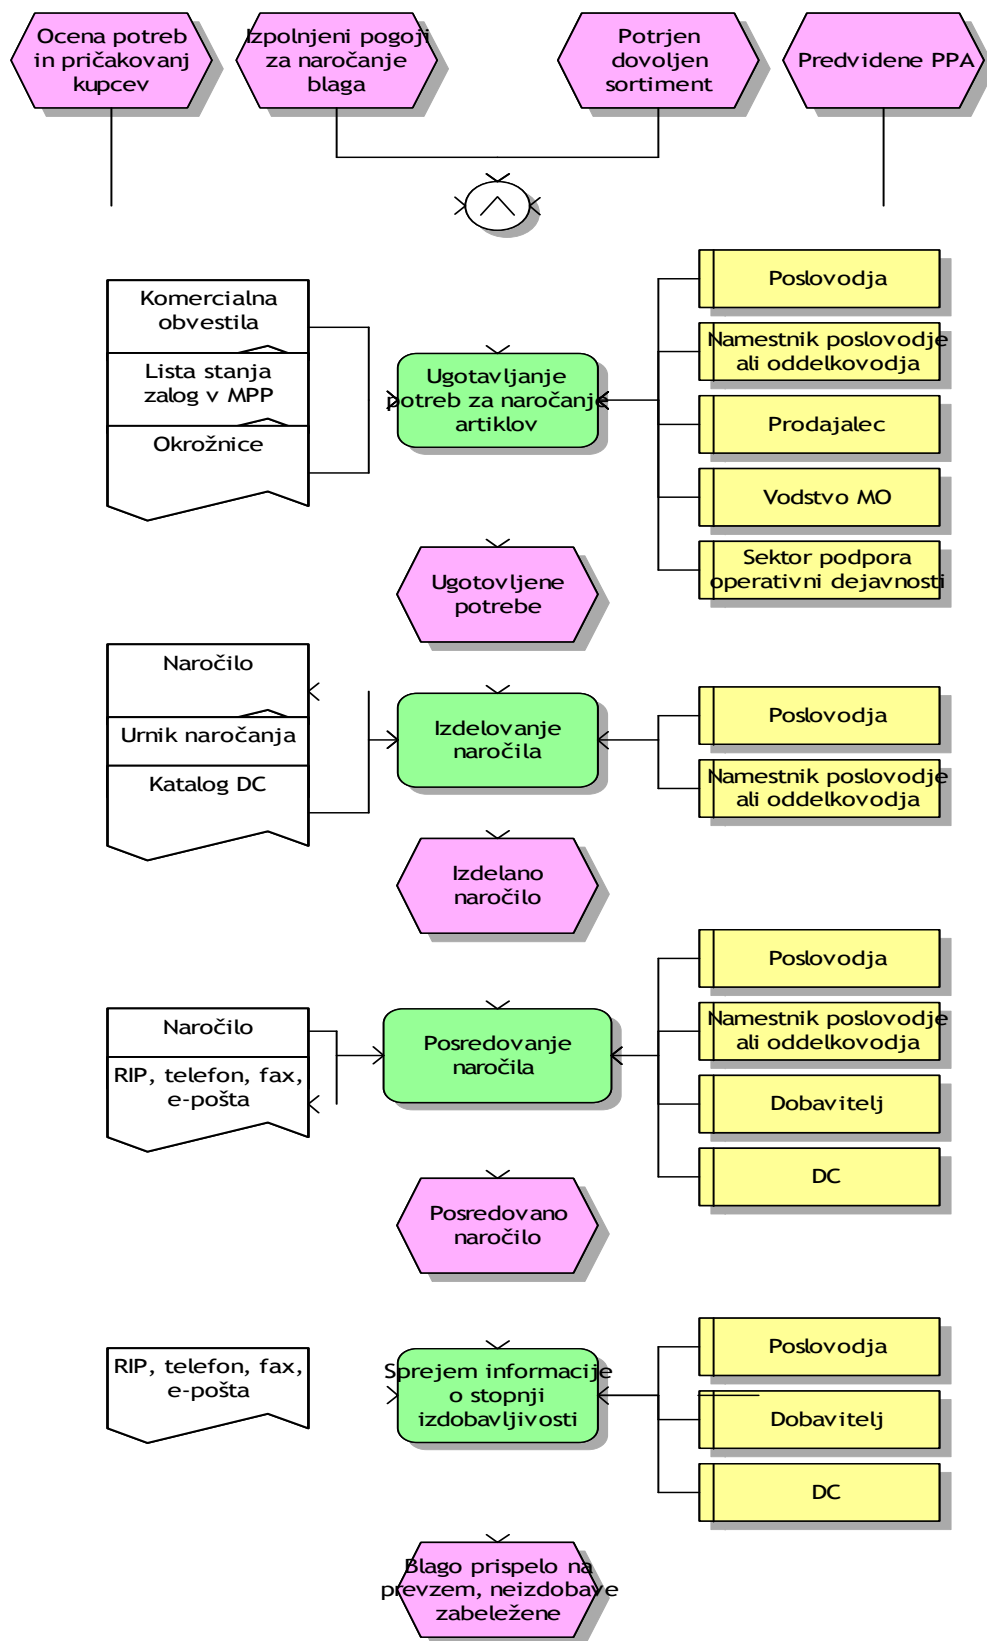 Ocena potreb
in pričakovanj
kupcev
Izpolnjeni pogoji
za naročanje
blaga
Potrjen
dovoljen
sortiment
Predvidene PPA
Komercialna
obvestila
Lista stanja
zalog v MPP
Okrožnice
Ugotavljanje
potreb za naročanje
artiklov
Poslovodja
Namestnik poslovodje
ali oddelkovodja
Prodajalec
Vodstvo MO
Sektor podpora
operativni dejavnosti
Ugotovljene
potrebe
Naročilo
Urnik naročanja
Katalog DC
Izdelovanje
naročila
Poslovodja
Namestnik poslovodje
ali oddelkovodja
Izdelano
naročilo
Naročilo
RIP, telefon, fax,
e-pošta
Posredovanje
naročila
Poslovodja
Namestnik poslovodje
ali oddelkovodja
Dobavitelj
DC
Posredovano
naročilo
RIP, telefon, fax,
e-pošta
Sprejem informacije
o stopnji
izdobavljivosti
Poslovodja
Dobavitelj
DC
Blago prispelo na
prevzem, neizdobave
zabeležene